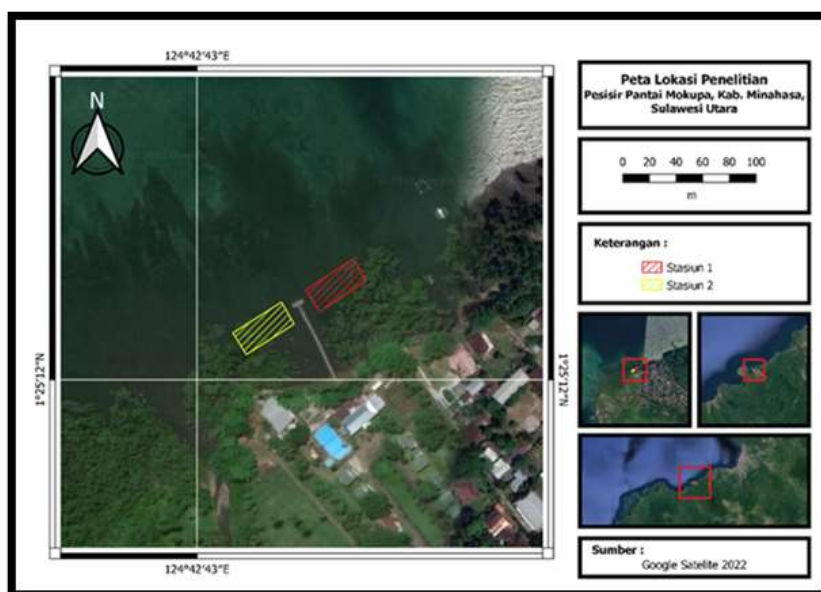 124°42′43″E
N
1°25′12″N
1°25′12″N
124°42′43″E
Peta Lokasi Penelitian
Pesisir Pantai Mokupa, Kab. Minahasa,
Sulawesi Utara
0 20 40 60 80 100
m
Keterangan :
Stasiun 1
Stasiun 2
Sumber :
Google Satelite 2022